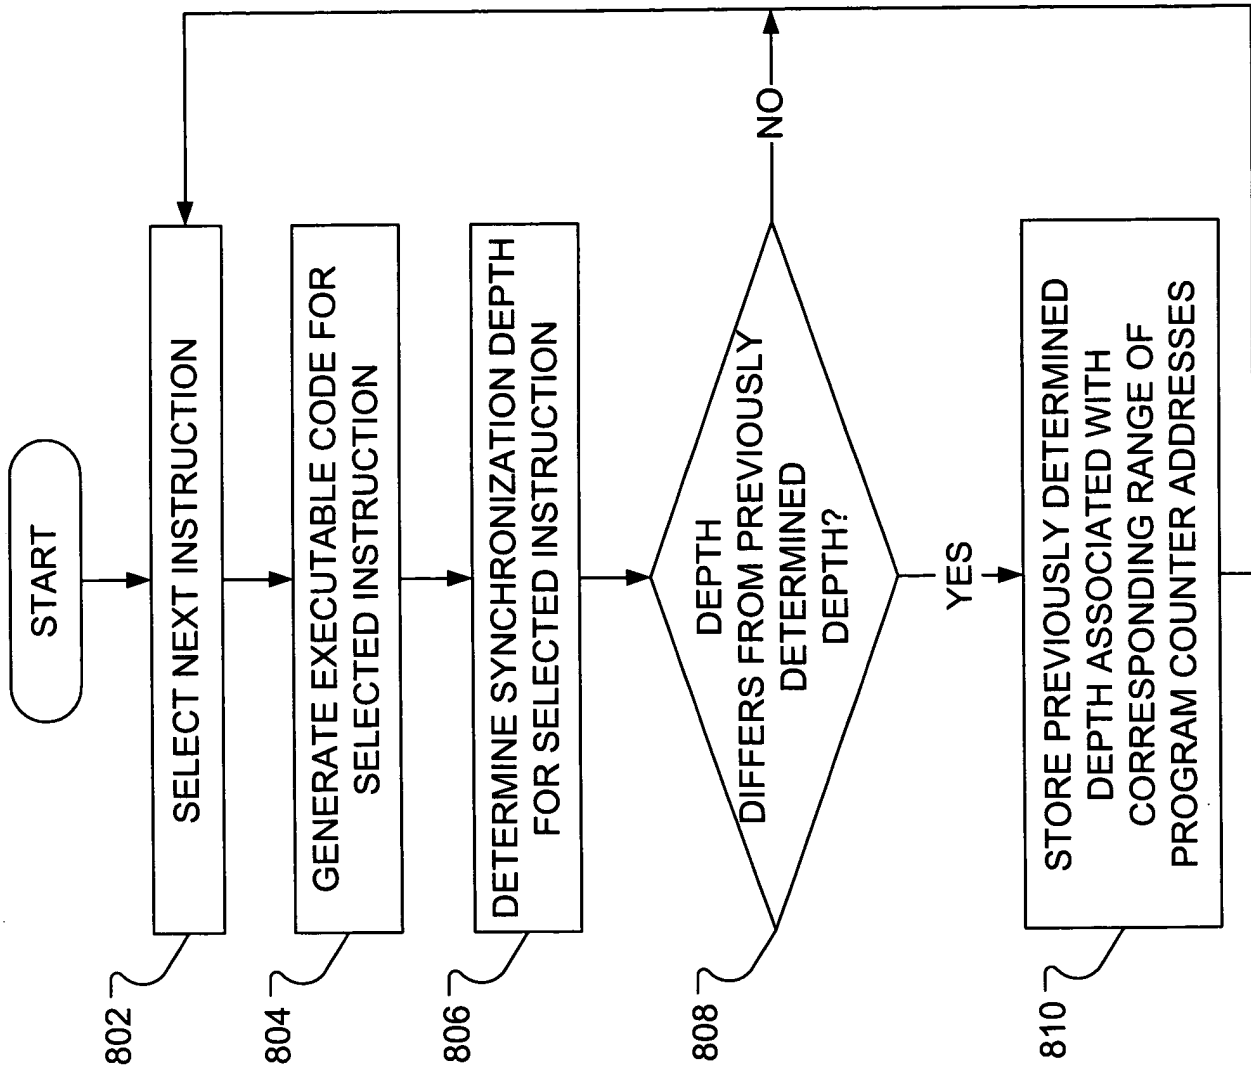 START
802
SELECT NEXT INSTRUCTION
804
GENERATE EXECUTABLE CODE FOR
SELECTED INSTRUCTION
806
DETERMINE SYNCHRONIZATION DEPTH
FOR SELECTED INSTRUCTION
808
DEPTH
DIFFERS FROM PREVIOUSLY
DETERMINED
DEPTH?
NO
YES
810
STORE PREVIOUSLY DETERMINED
DEPTH ASSOCIATED WITH
CORRESPONDING RANGE OF
PROGRAM COUNTER ADDRESSES